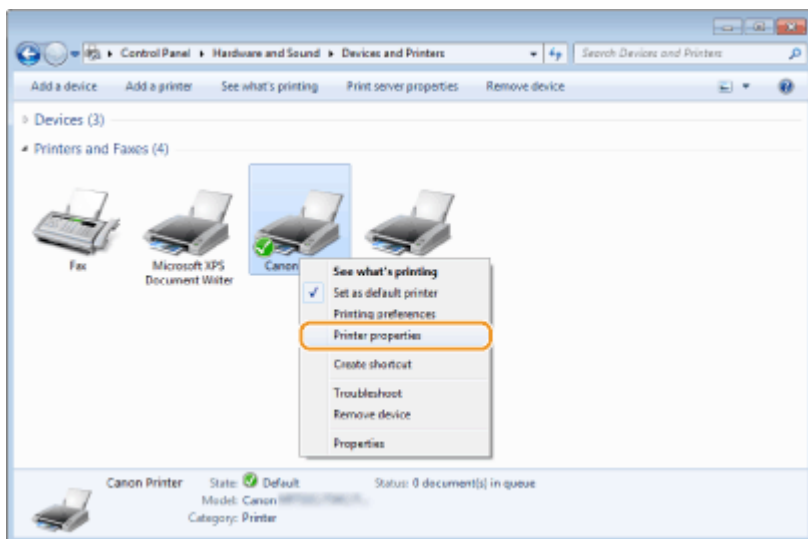 Control Panel Hardware and Sound Devices and Printers Search Devices and Printers
Add a device Add a printer See what's printing Print server properties Remove device
Devices (3)
Printers and Faxes (4)
Fax
Microsoft XPS
Document Writer
Canon
See what's printing
Set as default printer
Printing preferences
Printer properties
Create shortcut
Troubleshoot
Remove device
Properties
Canon Printer State: Default Status: 0 document(s) in queue
Model: Canon
Category: Printer